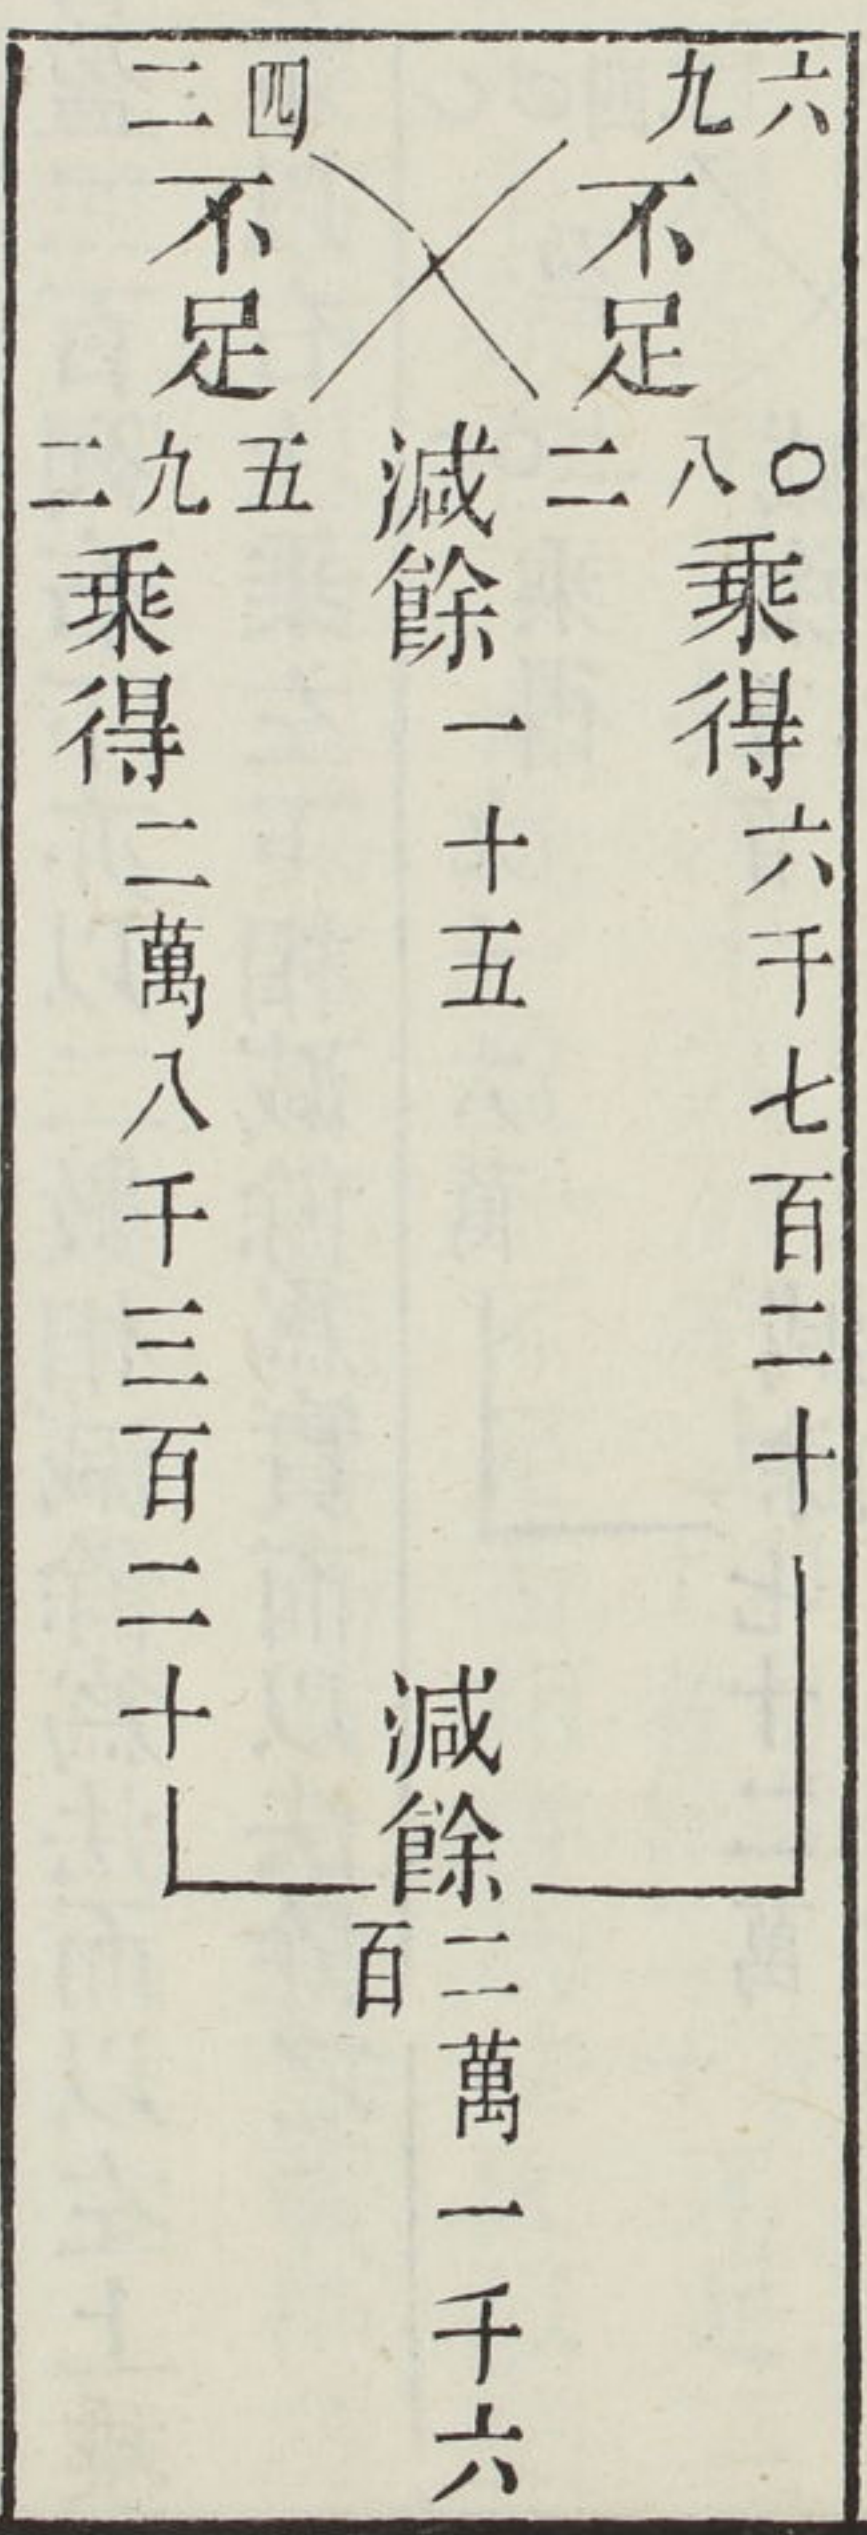 九六
不足
二八〇
乘得六千七百二十
減餘一十五
減餘二萬一千六
百
二四
不足
二九五
乘得二萬八千三百二十